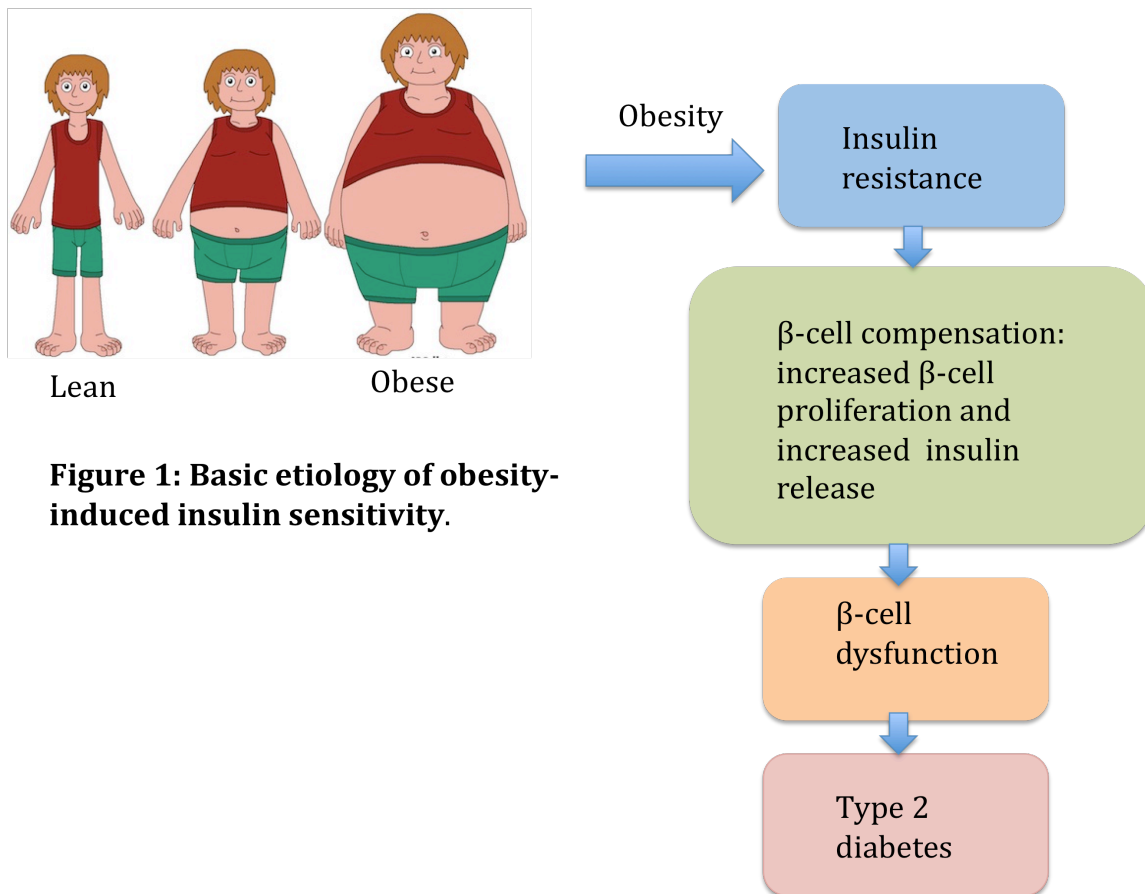 Obesity
Lean
Obese
Figure 1: Basic etiology of obesity-
induced insulin sensitivity.
Insulin
resistance
β-cell compensation:
increased β-cell
proliferation and
increased  insulin
release
β-cell
dysfunction
Type 2
diabetes